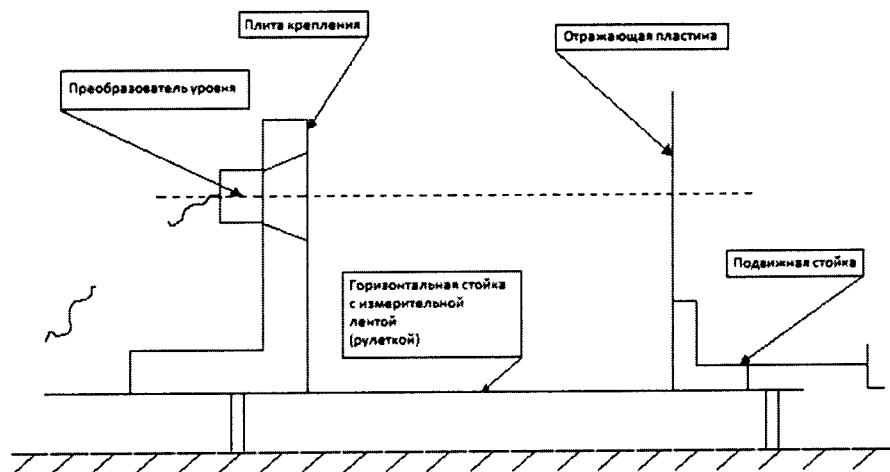 Плита крепления
Отражающая пластина
Преобразователь уровня
Горизонтальная стойка
с измерительной
лентой
(рулеткой)
Подвижная стойка